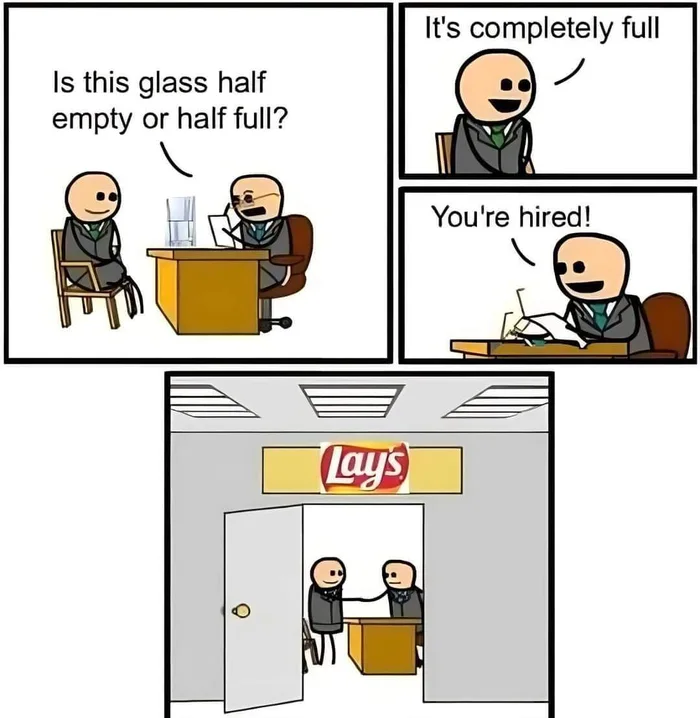 Is this glass half
empty or half full?
It's completely full
You're hired!
Lay's